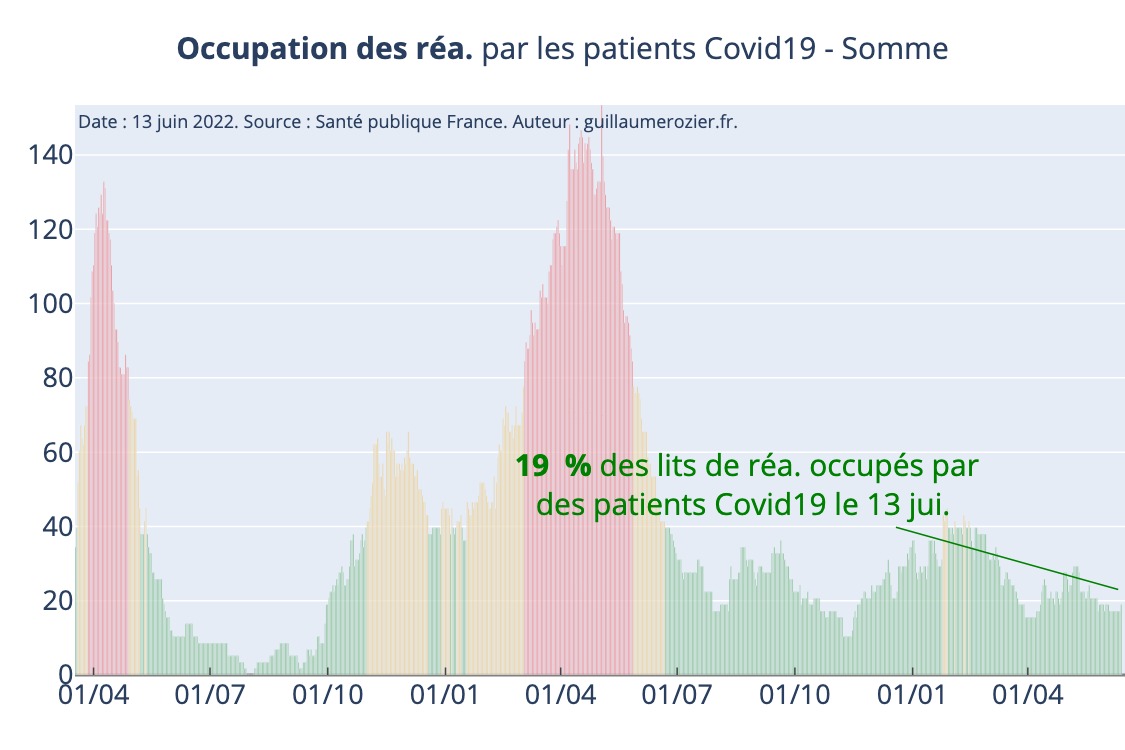 Occupation des réa. par les patients Covid19 - Somme
Date : 13 juin 2022. Source : Santé publique France. Auteur : guillaumerozier.fr.
140
120
100
80
60
40
20
0
19 % des lits de réa. occupés par
des patients Covid19 le 13 jui.
01/04 01/07 01/10 01/01 01/04 01/07 01/10 01/01 01/04